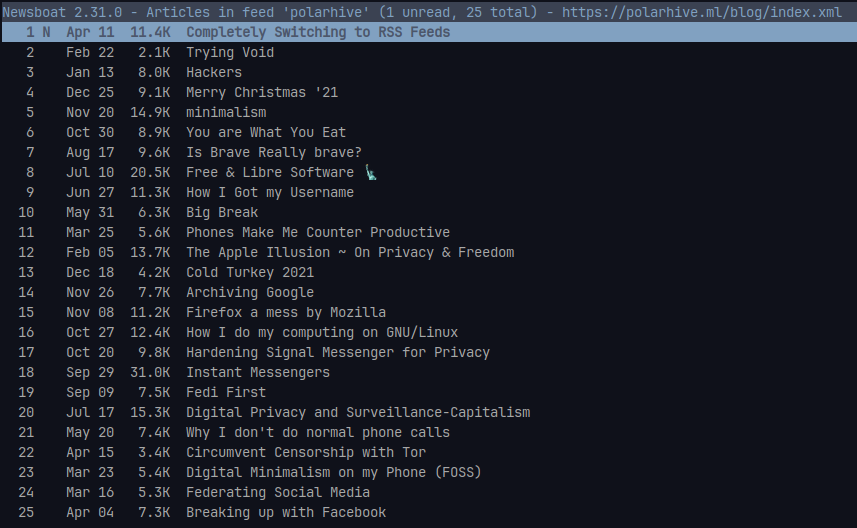 Newsboat 2.31.0 - Articles in feed 'polarhive' (1 unread, 25 total) - https://polarhive.ml/blog/index.xml
1 N Apr 11 11.4K Completely Switching to RSS Feeds
2 Feb 22 2.1K Trying Void
3 Jan 13 8.0K Hackers
4 Dec 25 9.1K Merry Christmas '21
5 Nov 20 14.9K minimalism
6 Oct 30 8.9K You are What You Eat
7 Aug 17 9.6K Is Brave Really brave?
8 Jul 10 20.5K Free & Libre Software 🗽
9 Jun 27 11.3K How I Got my Username
10 May 31 6.3K Big Break
11 Mar 25 5.6K Phones Make Me Counter Productive
12 Feb 05 13.7K The Apple Illusion ~ On Privacy & Freedom
13 Dec 18 4.2K Cold Turkey 2021
14 Nov 26 7.7K Archiving Google
15 Nov 08 11.2K Firefox a mess by Mozilla
16 Oct 27 12.4K How I do my computing on GNU/Linux
17 Oct 20 9.8K Hardening Signal Messenger for Privacy
18 Sep 29 31.0K Instant Messengers
19 Sep 09 7.5K Fedi First
20 Jul 17 15.3K Digital Privacy and Surveillance-Capitalism
21 May 20 7.4K Why I don't do normal phone calls
22 Apr 15 3.4K Circumvent Censorship with Tor
23 Mar 23 5.4K Digital Minimalism on my Phone (FOSS)
24 Mar 16 5.3K Federating Social Media
25 Apr 04 7.3K Breaking up with Facebook